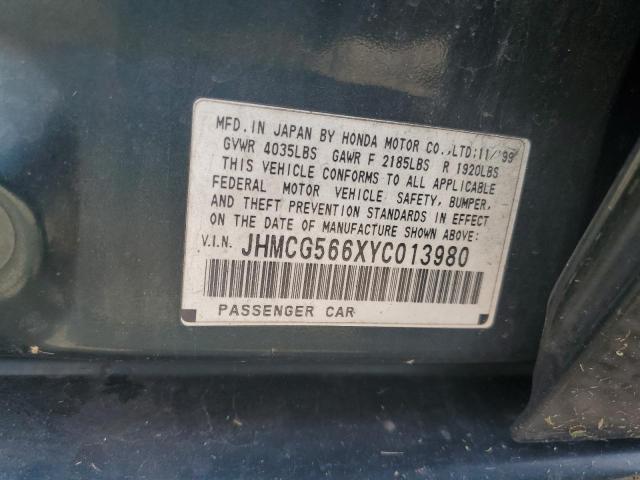 MFD.IN JAPAN BY HONDA MOTOR CO.,LTD:11/'99
GVWR 4035LBS GAWR F 2185LBS R 1920LBS
THIS VEHICLE CONFORMS TO ALL APPLICABLE
FEDERAL MOTOR VEHICLE SAFETY, BUMPER,
AND THEFT PREVENTION STANDARDS IN EFFECT
ON THE DATE OF MANUFACTURE SHOWN ABOVE.
V.I.N. JHMCG566XYC013980
PASSENGER CAR